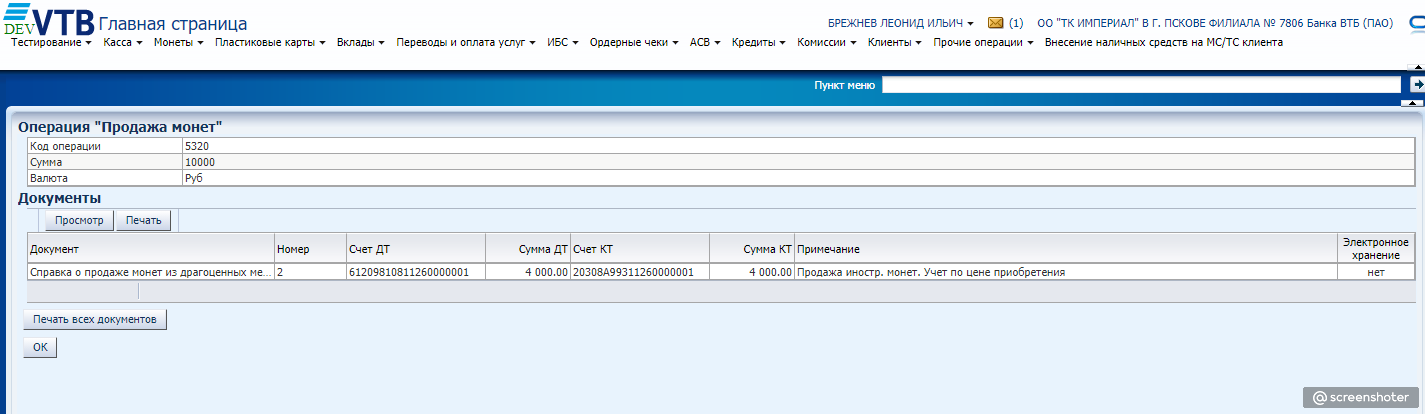 DEV VTB Главная страница
БРЕЖНЕВ ЛЕОНИД ИЛЬИЧ (1) ОО "ТК ИМПЕРИАЛ" В Г. ПСКОВЕ ФИЛИАЛА № 7806 Банка ВТБ (ПАО)
Тестирование Касса Монеты Пластиковые карты Вклады Переводы и оплата услуг ИБС Ордерные чеки АСВ Кредиты Комиссии Клиенты Прочие операции Внесение наличных средств на МС/ТС клиента
Пункт меню
Операция "Продажа монет"
Код операции 5320
Сумма 10000
Валюта Руб
Документы
Просмотр Печать
Документ Номер Счет ДТ Сумма ДТ Счет КТ Сумма КТ Примечание Электронное хранение
Справка о продаже монет из драгоценных ме... 2 61209810811260000001 4 000.00 20308A99311260000001 4 000.00 Продажа иностр. монет. Учет по цене приобретения нет
Печать всех документов
ОК
@screenshoter